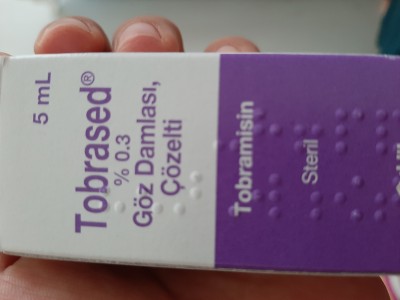 5 mL
Tobrased®
% 0.3
Göz Damlası,
Çözelti
Tobramisin
Steril